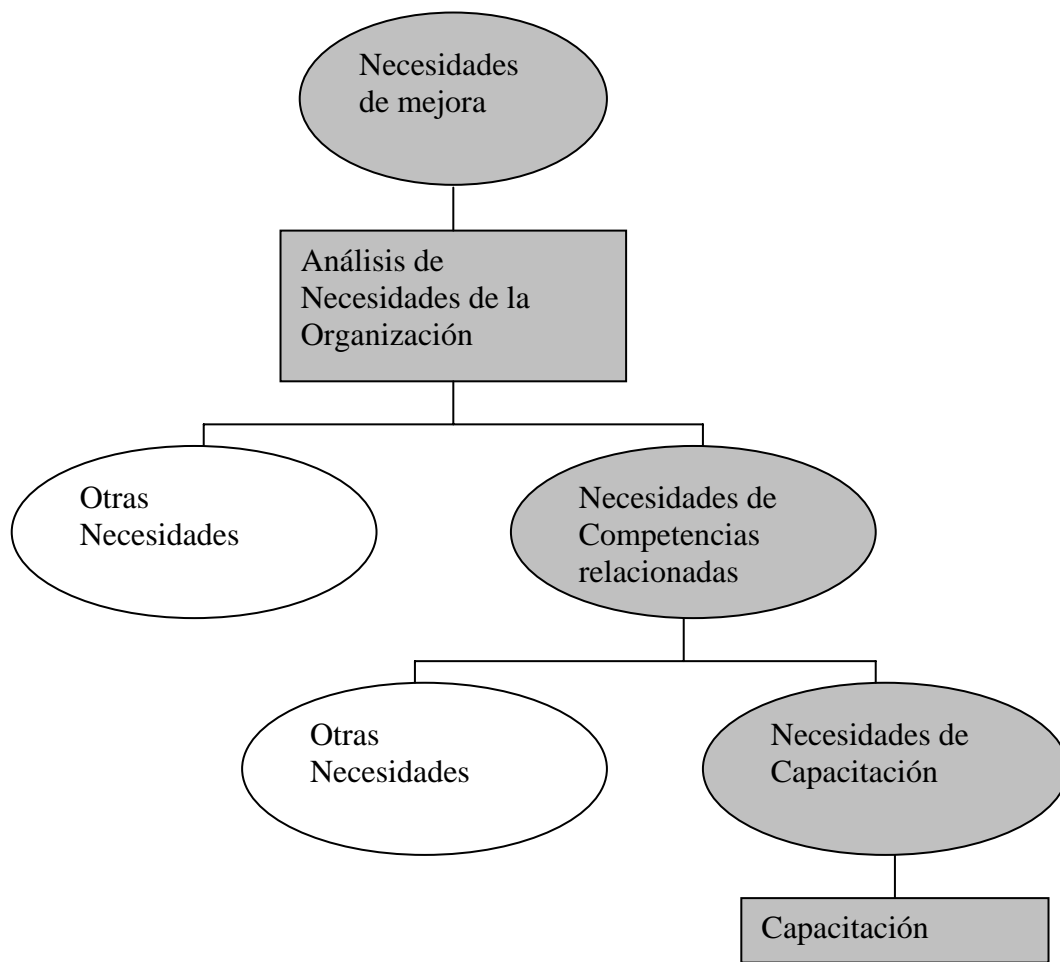 Necesidades
de mejora
Análisis de
Necesidades de la
Organización
Otras
Necesidades
Necesidades de
Competencias
relacionadas
Otras
Necesidades
Necesidades de
Capacitación
Capacitación